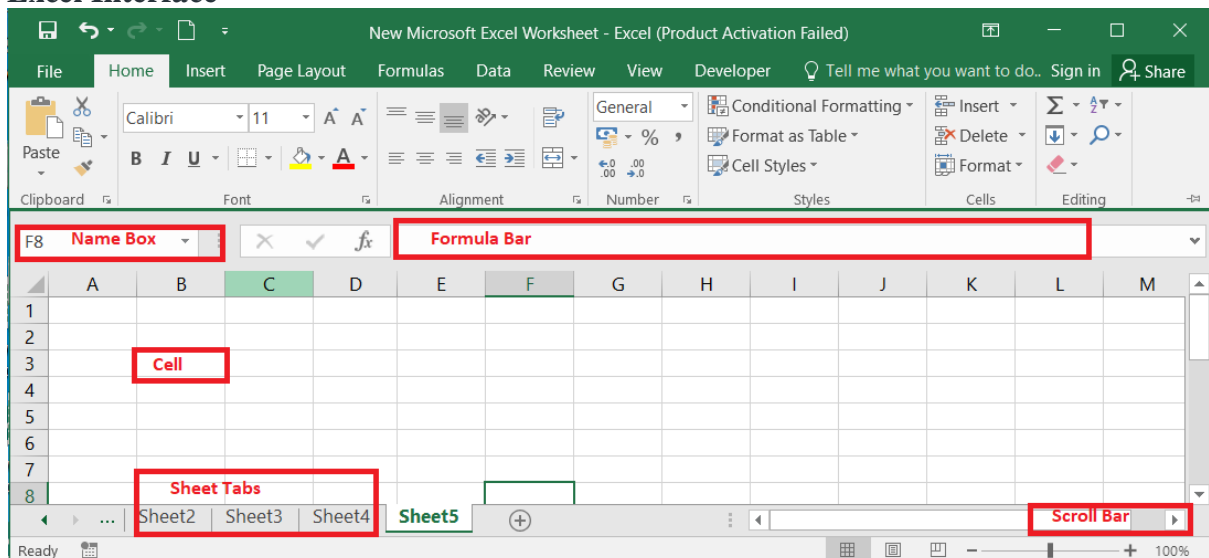 Excel Interface
New Microsoft Excel Worksheet - Excel (Product Activation Failed)
File Home Insert Page Layout Formulas Data Review View Developer Tell me what you want to do.. Sign in Share
Paste
Calibri 11 A A
B I U A
General
% ,
.0 .00
.00 .0
Conditional Formatting
Format as Table
Cell Styles
Insert
Delete
Format
Σ A Z
Clipboard Font Alignment Number Styles Cells Editing
F8 Name Box fx Formula Bar
A B C D E F G H I J K L M
1
2
3 Cell
4
5
6
7
8 Sheet Tabs
... Sheet2 Sheet3 Sheet4 Sheet5 Scroll Bar
Ready 100%